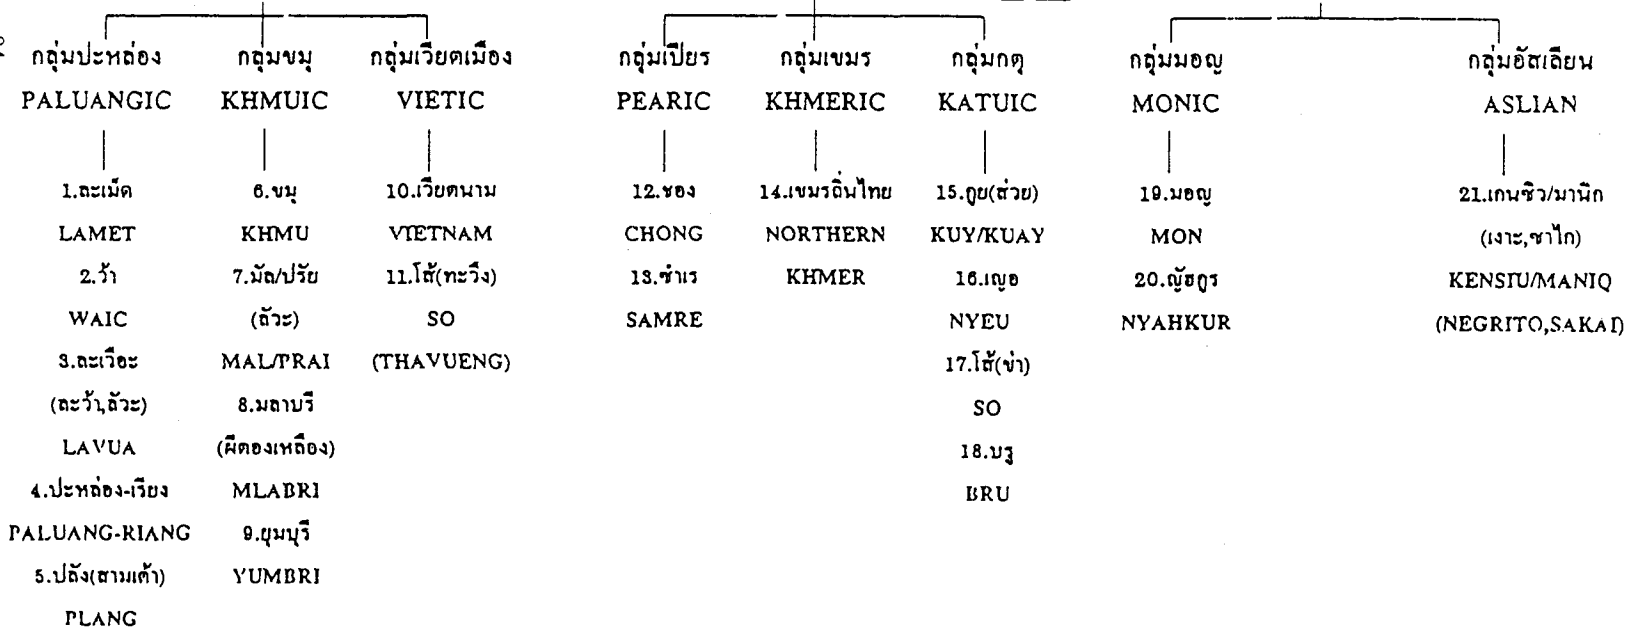 กลุ่มปะหล่อง
PALUANGIC
1.ละเม็ด
LAMET
2.ว้า
WAIC
3.ละเวือะ
(ละว้า,ลัวะ)
LAVUA
4.ปะหล่อง-เรียง
PALUANG-RIANG
5.ปลัง(สามเต้า)
PLANG
กลุ่มขมุ
KHMUIC
6.ขมุ
KHMU
7.มัล/ปรัย
(ลัวะ)
MAL/PRAI
8.มลาบรี
(ผีตองเหลือง)
MLABRI
9.ยุมบุรี
YUMBRI
กลุ่มเวียตเมือง
VIETIC
10.เวียตนาม
VIETNAM
11.โส้(ทะวึง)
SO
(THAVUENG)
กลุ่มเปียร
PEARIC
12.ชอง
CHONG
13.ซำเร
SAMRE
กลุ่มเขมร
KHMERIC
14.เขมรถิ่นไทย
NORTHERN
KHMER
กลุ่มกตุ
KATUIC
15.กูย(ส่วย)
KUY/KUAY
16.เญอ
NYEU
17.โส้(ข่า)
SO
18.บรู
BRU
กลุ่มมอญ
MONIC
19.มอญ
MON
20.ญัฮกุร
NYAHKUR
กลุ่มอัสเลียน
ASLIAN
21.เกนซิว/มานิก
(เงาะ,ซาไก)
KENSIU/MANIQ
(NEGRITO,SAKAI)